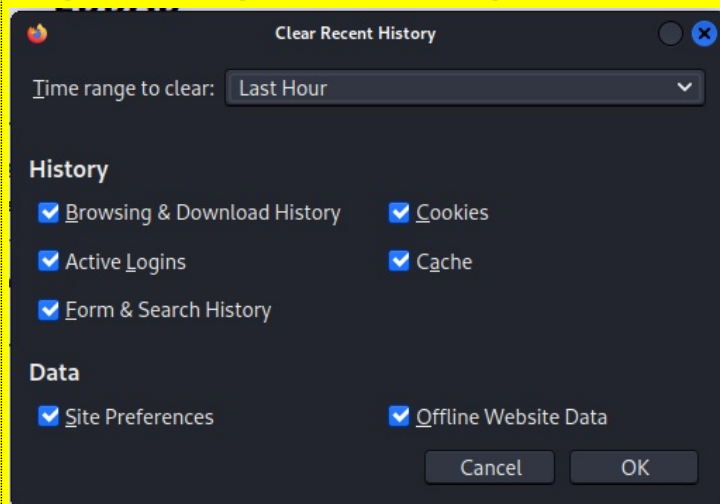 Clear Recent History
Time range to clear: Last Hour
History
Browsing & Download History Cookies
Active Logins Cache
Form & Search History
Data
Site Preferences Offline Website Data
Cancel OK